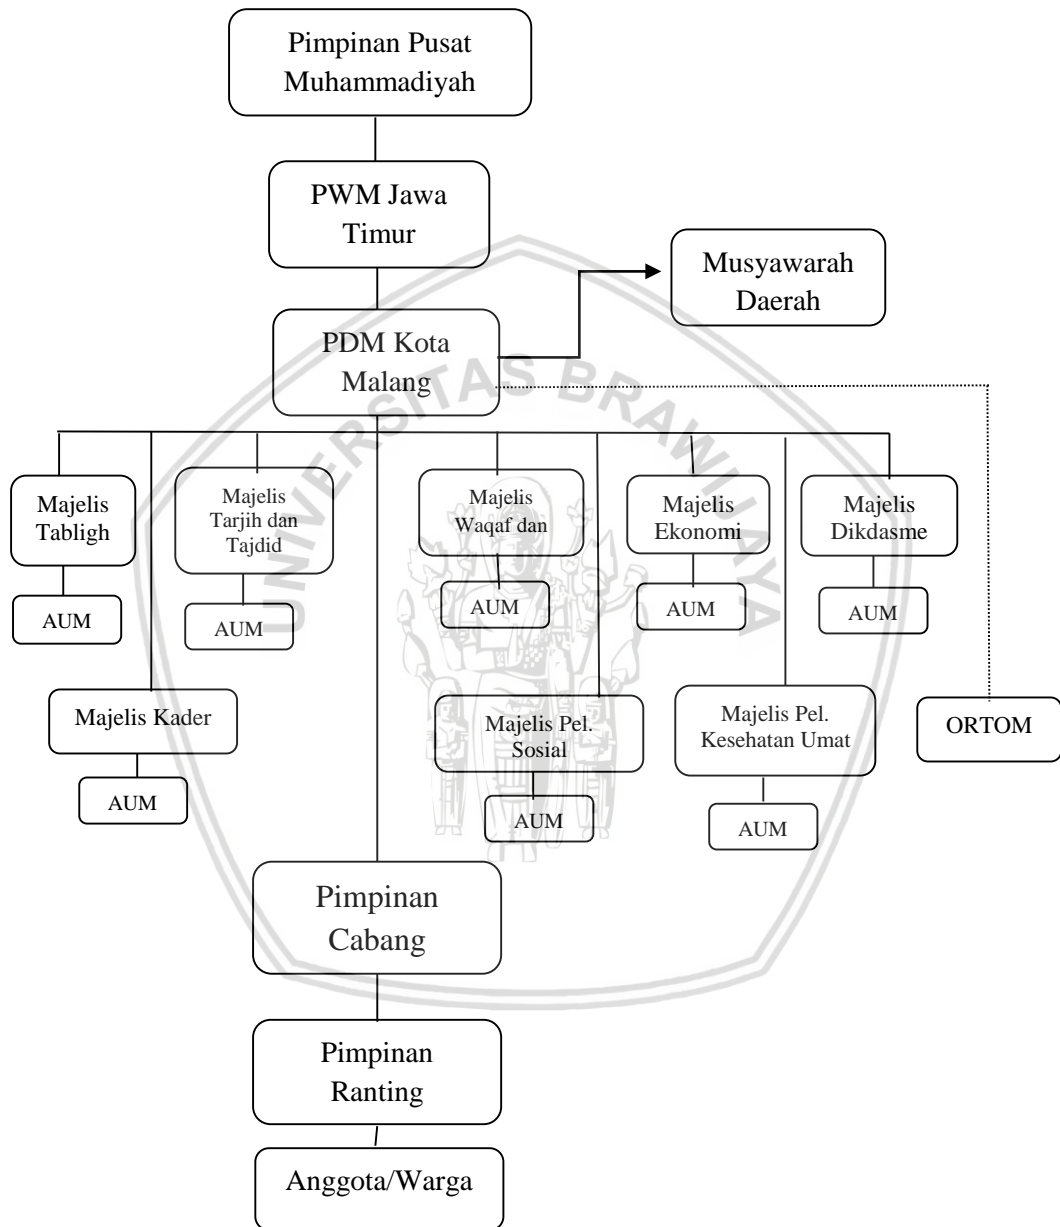 Pimpinan Pusat
Muhammadiyah
PWM Jawa
Timur
Musyawarah
Daerah
PDM Kota
Malang
UNIVERSITAS BRAWIJAYA
Majelis
Tabligh
Majelis
Tarjih dan
Tajdid
Majelis
Waqaf dan
Majelis
Ekonomi
Majelis
Dikdasme
AUM
AUM
AUM
AUM
AUM
Majelis Kader
Majelis Pel.
Sosial
Majelis Pel.
Kesehatan Umat
ORTOM
AUM
AUM
AUM
Pimpinan
Cabang
Pimpinan
Ranting
Anggota/Warga